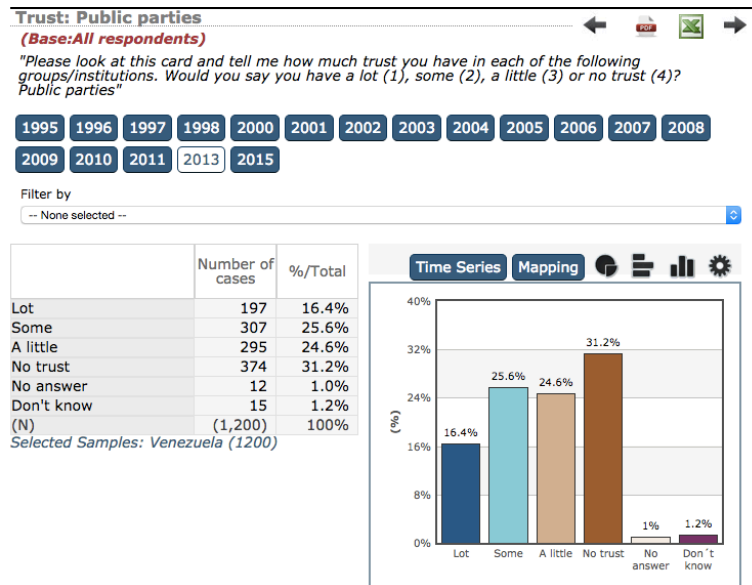 Trust: Public parties
PDF
(Base:All respondents)
"Please look at this card and tell me how much trust you have in each of the following
groups/institutions. Would you say you have a lot (1), some (2), a little (3) or no trust (4)?
Public parties"
1995 1996 1997 1998 2000 2001 2002 2003 2004 2005 2006 2007 2008
2009 2010 2011 2013 2015
Filter by
-- None selected --
Number of cases %/Total
Lot 197 16.4%
Some 307 25.6%
A little 295 24.6%
No trust 374 31.2%
No answer 12 1.0%
Don't know 15 1.2%
(N) (1,200) 100%
Selected Samples: Venezuela (1200)
Time Series Mapping
40%
32%
24%
16%
8%
0%
(%)
16.4%
25.6%
24.6%
31.2%
1%
1.2%
Lot Some A little No trust No answer Don´t know